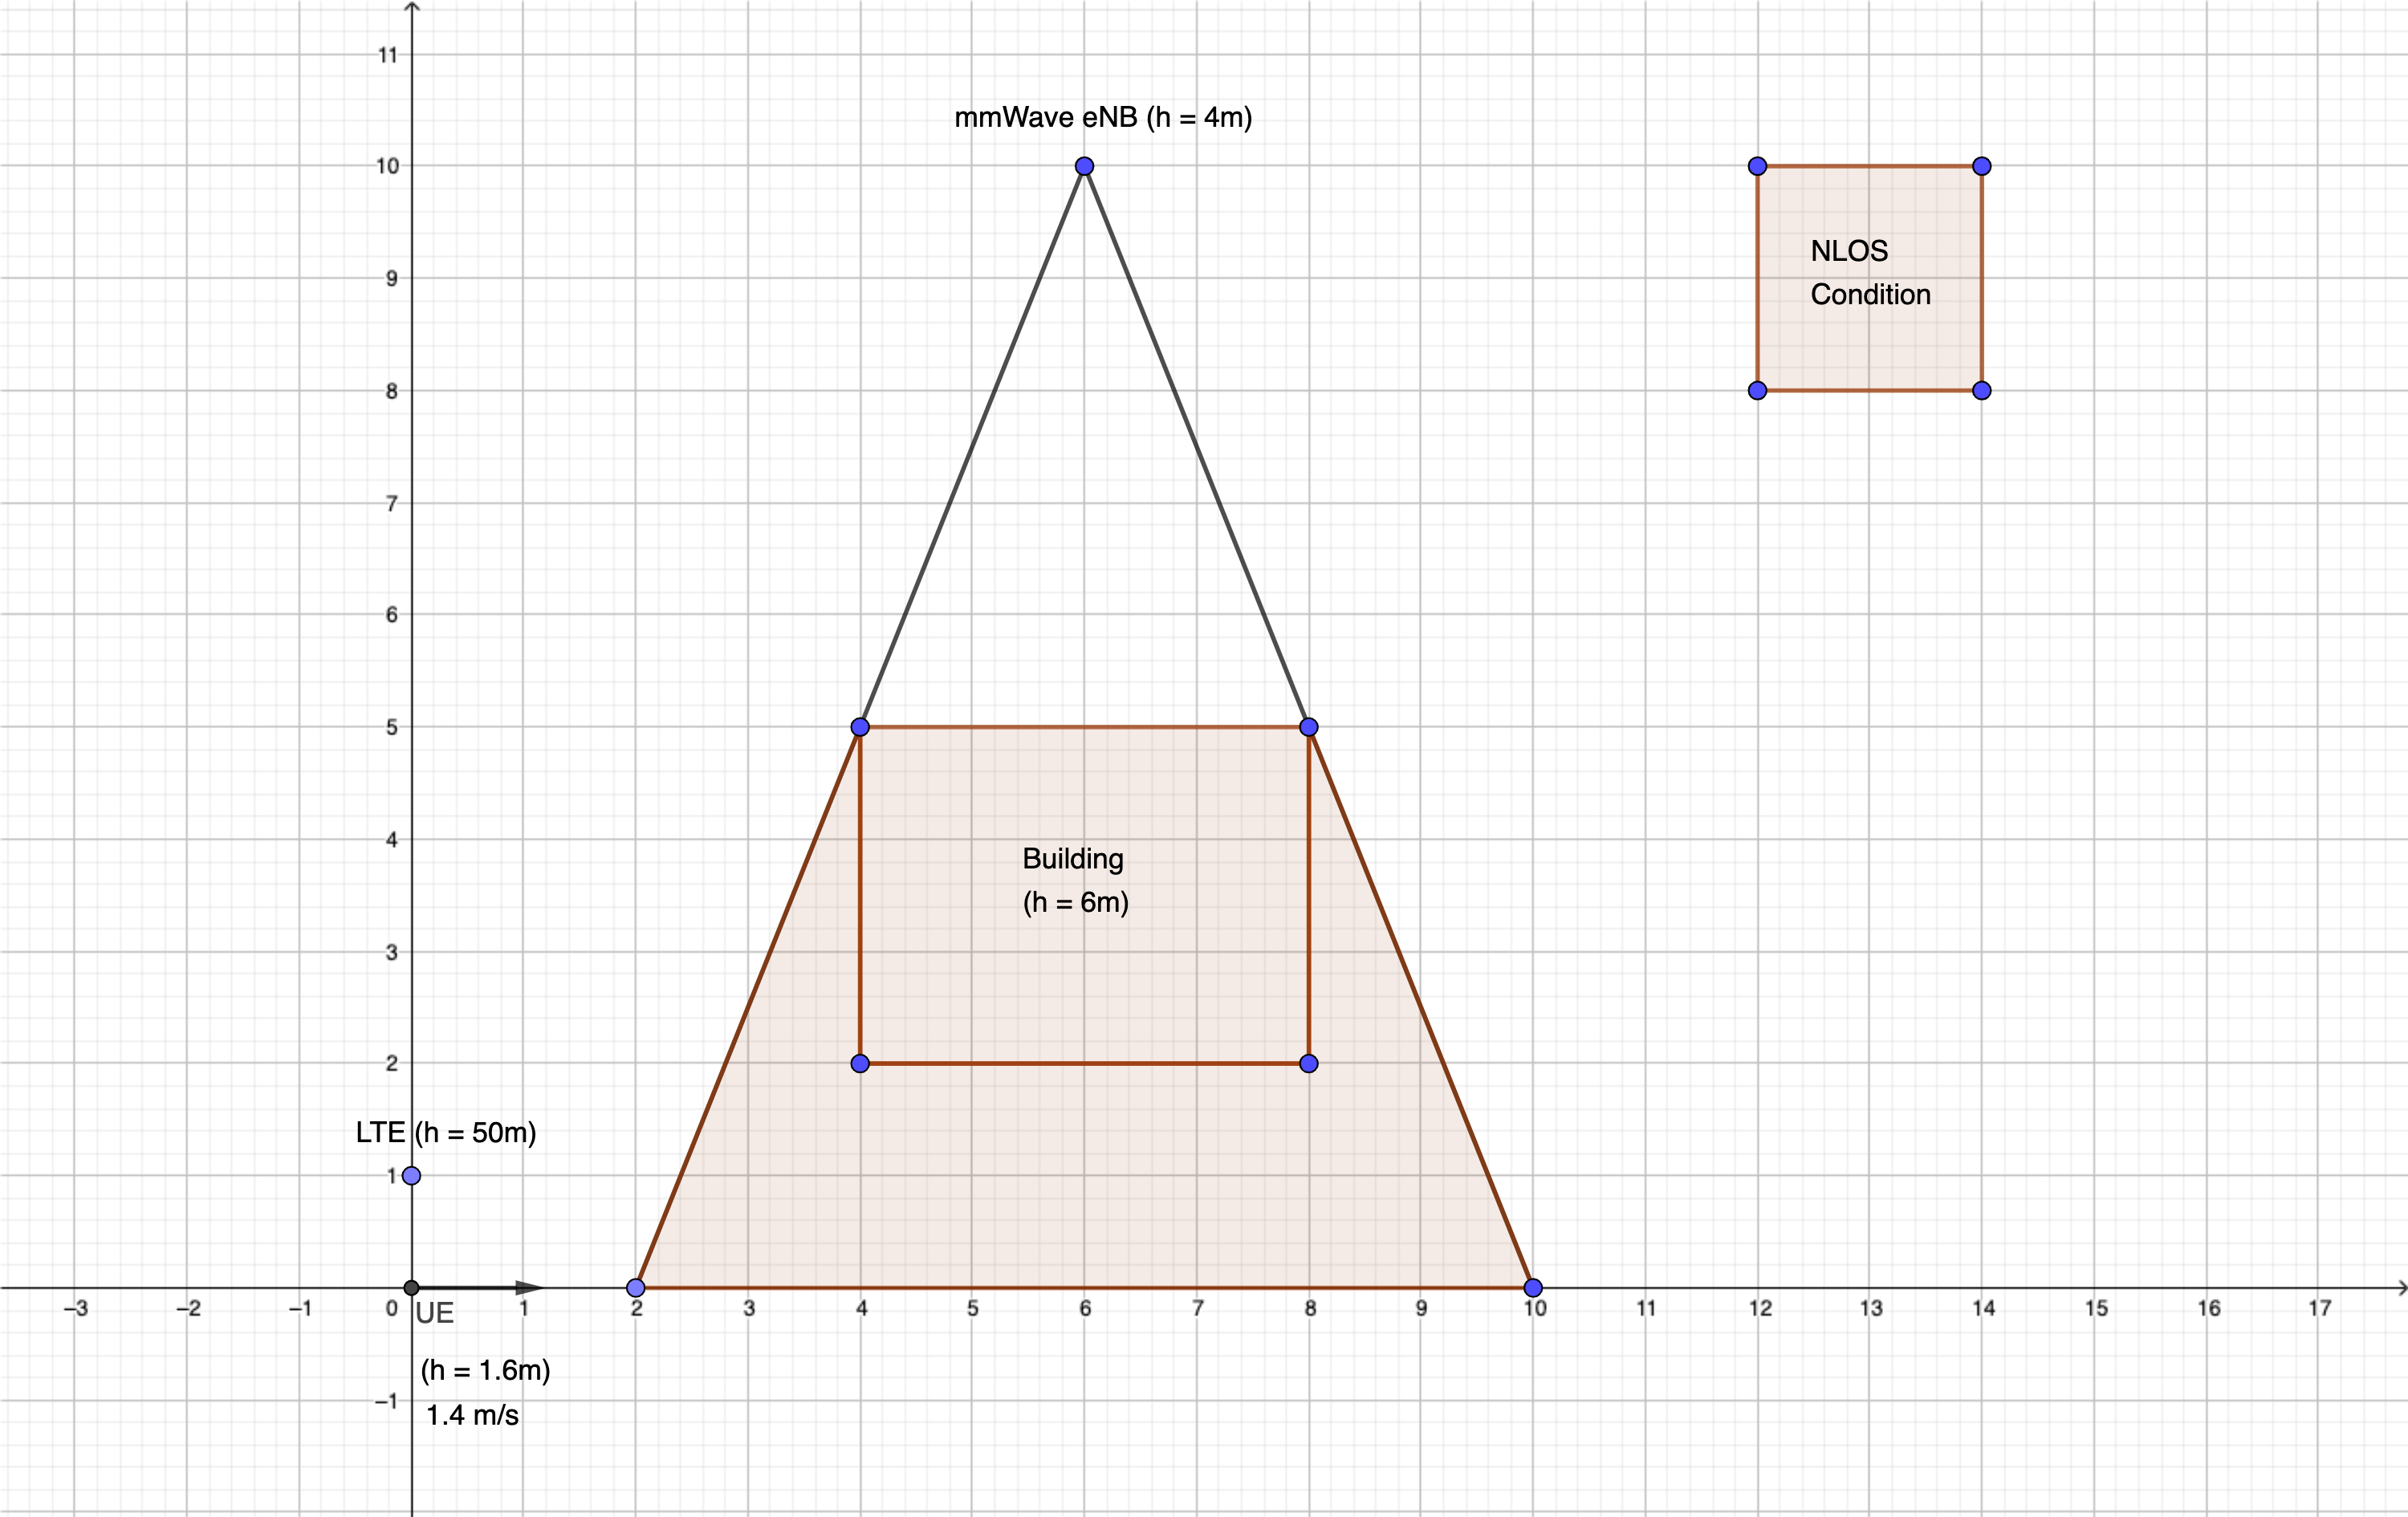 11
mmWave eNB (h = 4m)
10
9
NLOS
Condition
8
7
6
5
4
Building
(h = 6m)
3
2
LTE (h = 50m)
1
−3 −2 −1 0 1 2 3 4 5 6 7 8 9 10 11 12 13 14 15 16 17
UE
(h = 1.6m)
−1
1.4 m/s